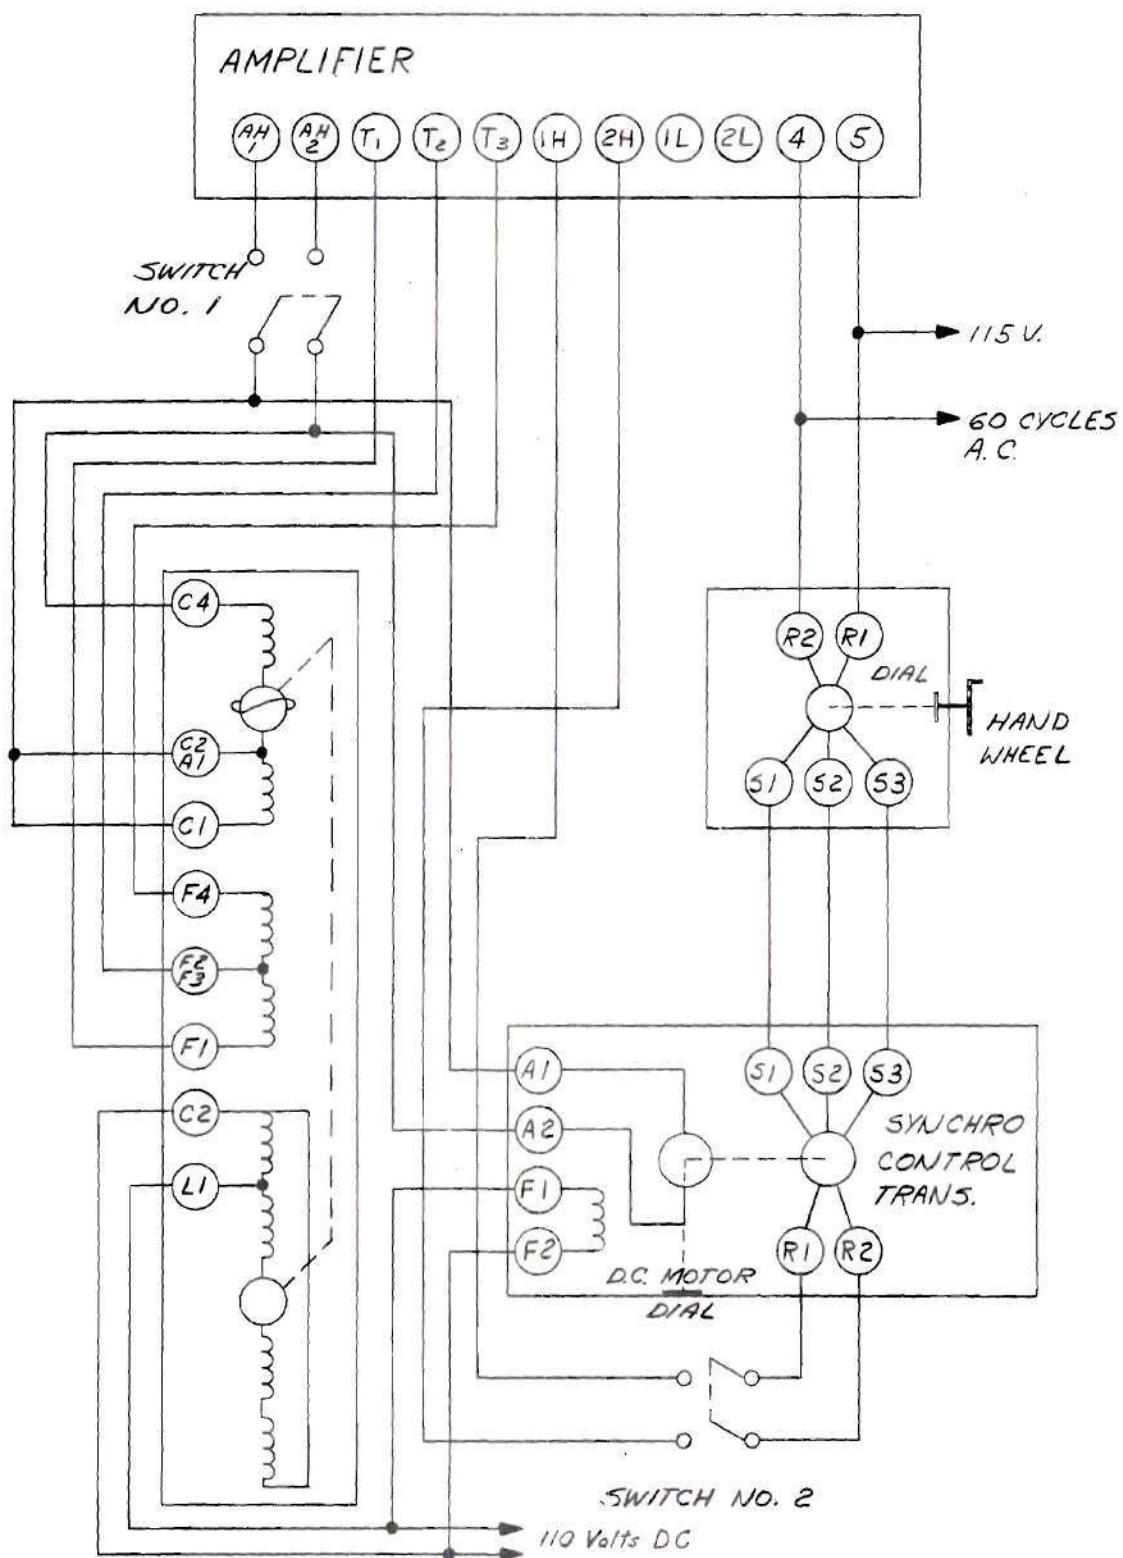 AMPLIFIER
AH 1
AH 2
T1
T2
T3
1H
2H
1L
2L
4
5
SWITCH
NO. 1
115 V.
60 CYCLES
A.C.
C4
R2
R1
DIAL
HAND
WHEEL
C2
A1
S1
S2
S3
C1
F4
F2
F3
F1
A1
S1
S2
S3
C2
A2
SYNCHRO
CONTROL
TRANS.
L1
F1
F2
R1
R2
D.C. MOTOR
DIAL
SWITCH NO. 2
110 Volts DC